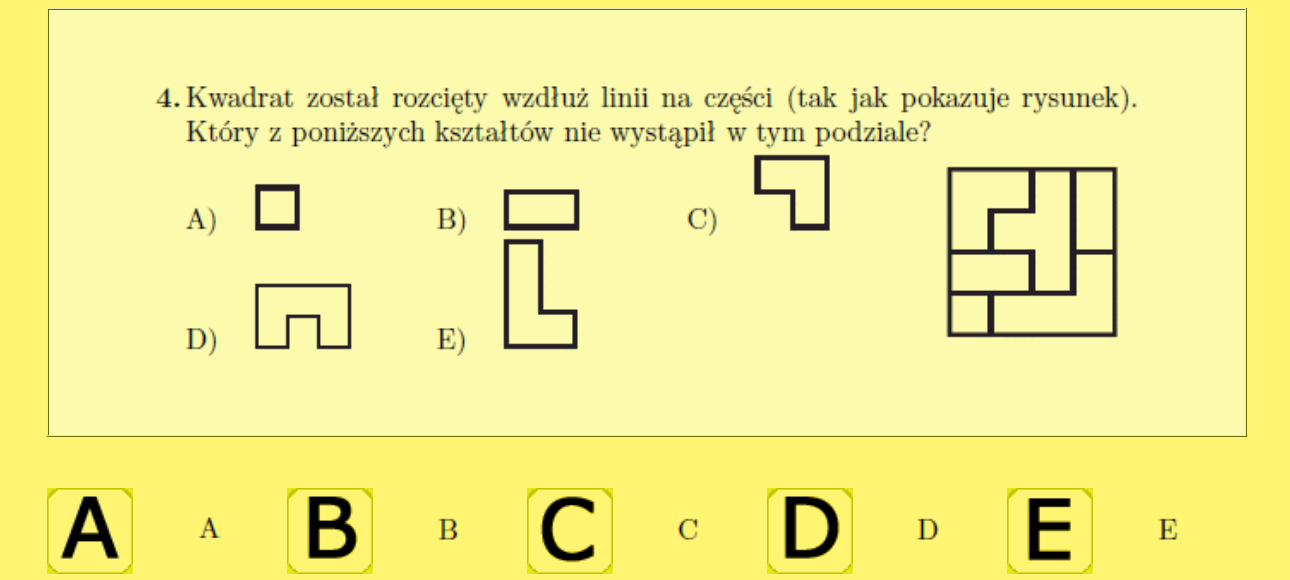 4. Kwadrat został rozcięty wzdłuż linii na części (tak jak pokazuje rysunek).
Który z poniższych kształtów nie wystąpił w tym podziale?
A) B) C)
D) E)
A A B B C C D D E E